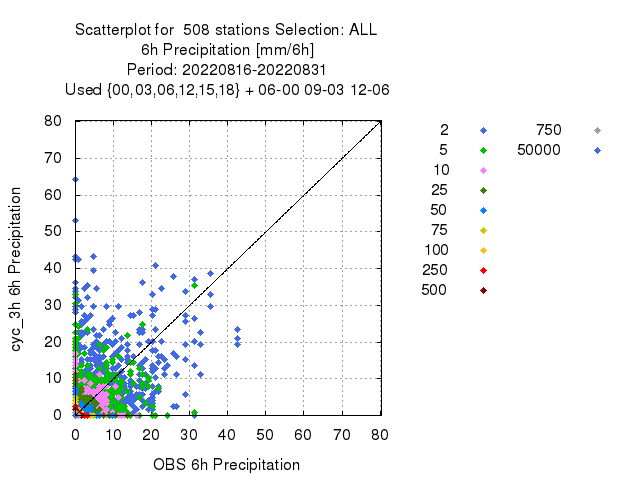 Scatterplot for 508 stations Selection: ALL
6h Precipitation [mm/6h]
Period: 20220816-20220831
Used {00,03,06,12,15,18} + 06-00 09-03 12-06
80
70
60
50
40
30
20
10
0
cyc_3h 6h Precipitation
0 10 20 30 40 50 60 70 80
OBS 6h Precipitation
2
5
10
25
50
75
100
250
500
750
50000